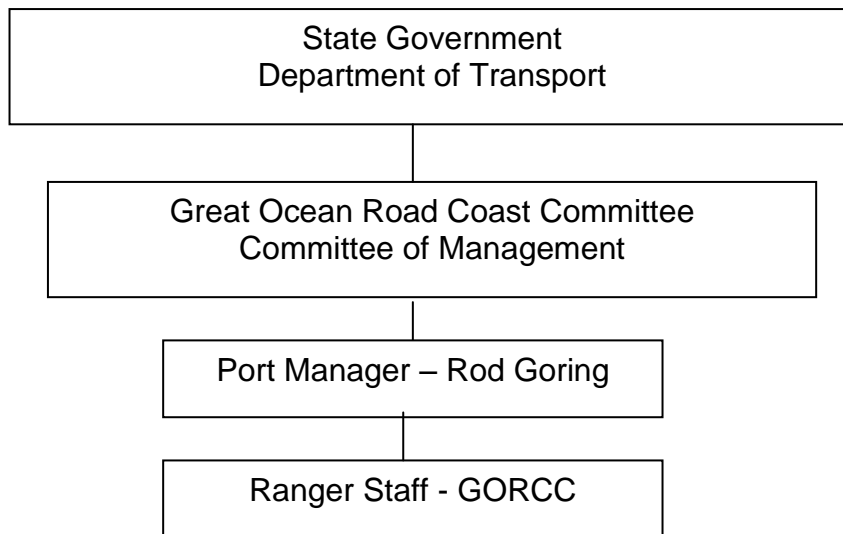 State Government
Department of Transport
Great Ocean Road Coast Committee
Committee of Management
Port Manager – Rod Goring
Ranger Staff - GORCC